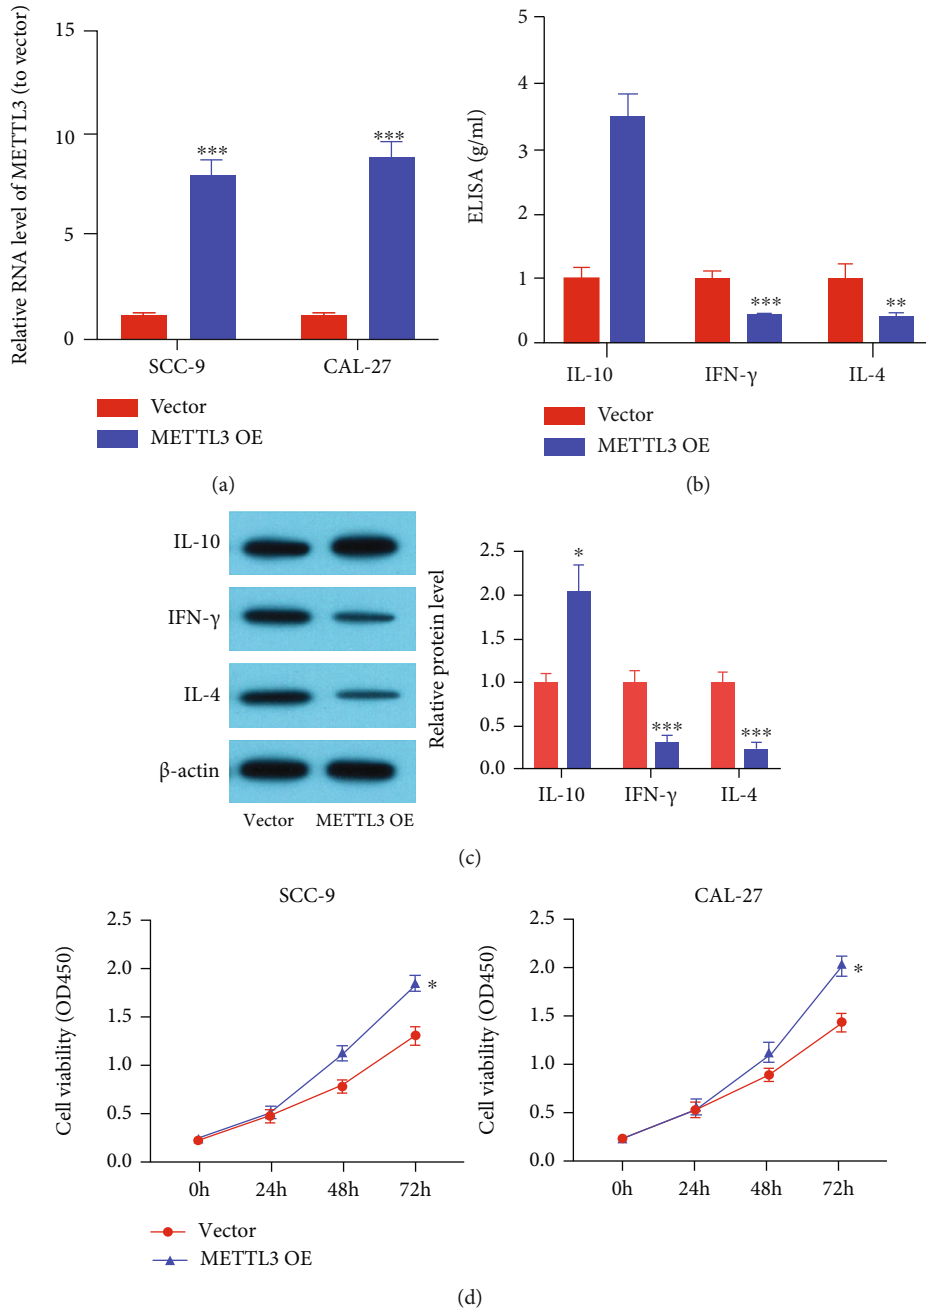 Relative RNA level of METTL3 (to vector)
15
10
5
0
***
***
SCC-9
CAL-27
Vector
METTL3 OE
(a)
ELISA (g/ml)
5
4
3
2
1
0
***
**
IL-10
IFN-γ
IL-4
Vector
METTL3 OE
(b)
IL-10
IFN-γ
IL-4
β-actin
Vector
METTL3 OE
Relative protein level
2.5
2.0
1.5
1.0
0.5
0.0
*
***
***
IL-10
IFN-γ
IL-4
(c)
SCC-9
Cell viability (OD450)
2.5
2.0
1.5
1.0
0.5
0.0
*
0h
24h
48h
72h
CAL-27
Cell viability (OD450)
2.5
2.0
1.5
1.0
0.5
0.0
*
0h
24h
48h
72h
Vector
METTL3 OE
(d)